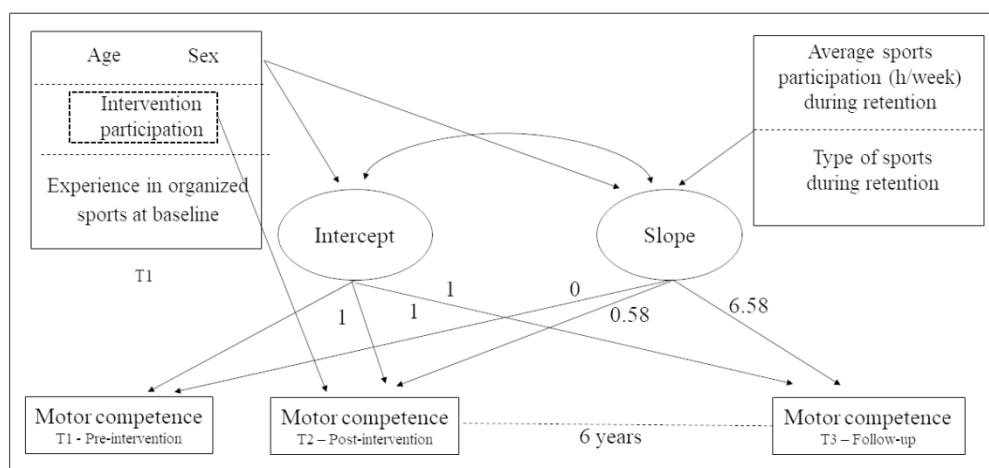 Age Sex
Intervention
participation
Experience in organized
sports at baseline
T1
Average sports
participation (h/week)
during retention
Type of sports
during retention
Intercept
Slope
1
1
1
0
0.58
6.58
Motor competence
T1 - Pre-intervention
Motor competence
T2 – Post-intervention
6 years
Motor competence
T3 – Follow-up